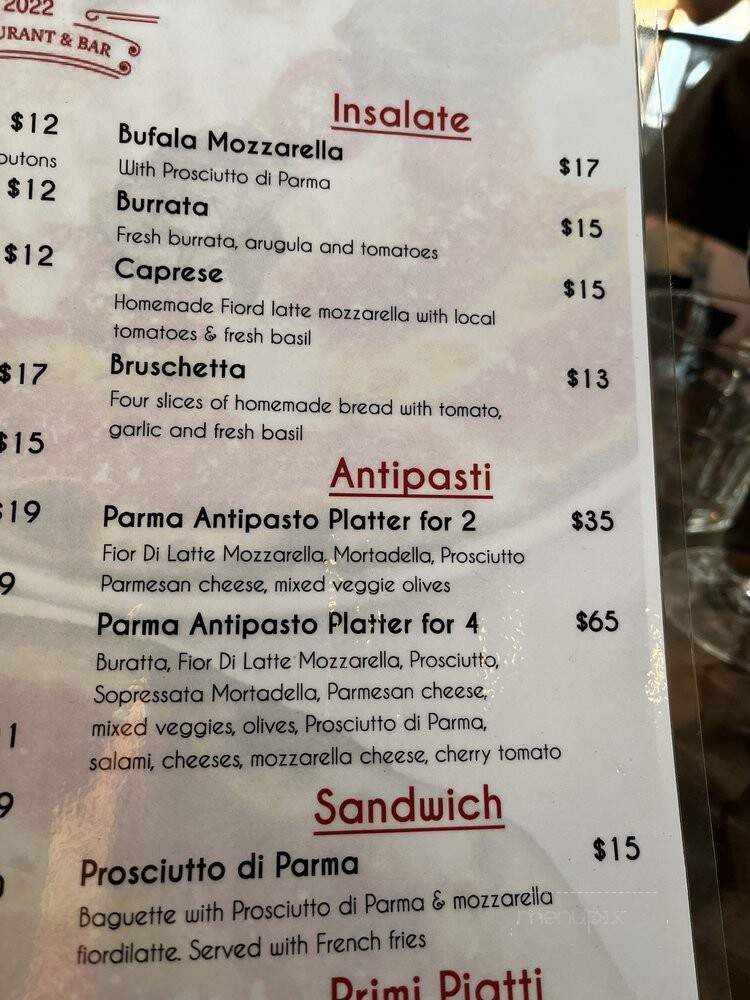 2022
& BAR
$12
$12
$12
$17
$15
$19
Insalate
Bufala Mozzarella $17
With Prosciutto di Parma
Burrata $15
Fresh burrata, arugula and tomatoes
Caprese $15
Homemade Fiord latte mozzarella with local
tomatoes & fresh basil
Bruschetta $13
Four slices of homemade bread with tomato,
garlic and fresh basil
Antipasti
Parma Antipasto Platter for 2 $35
Fior Di Latte Mozzarella, Mortadella, Prosciutto
Parmesan cheese, mixed veggie olives
Parma Antipasto Platter for 4 $65
Buratta, Fior Di Latte Mozzarella, Prosciutto,
Sopressata Mortadella, Parmesan cheese,
mixed veggies, olives, Prosciutto di Parma,
salami, cheeses, mozzarella cheese, cherry tomato
Sandwich
Prosciutto di Parma $15
Baguette with Prosciutto di Parma & mozzarella
fiordilatte. Served with French fries
menupix
Primi Piatti